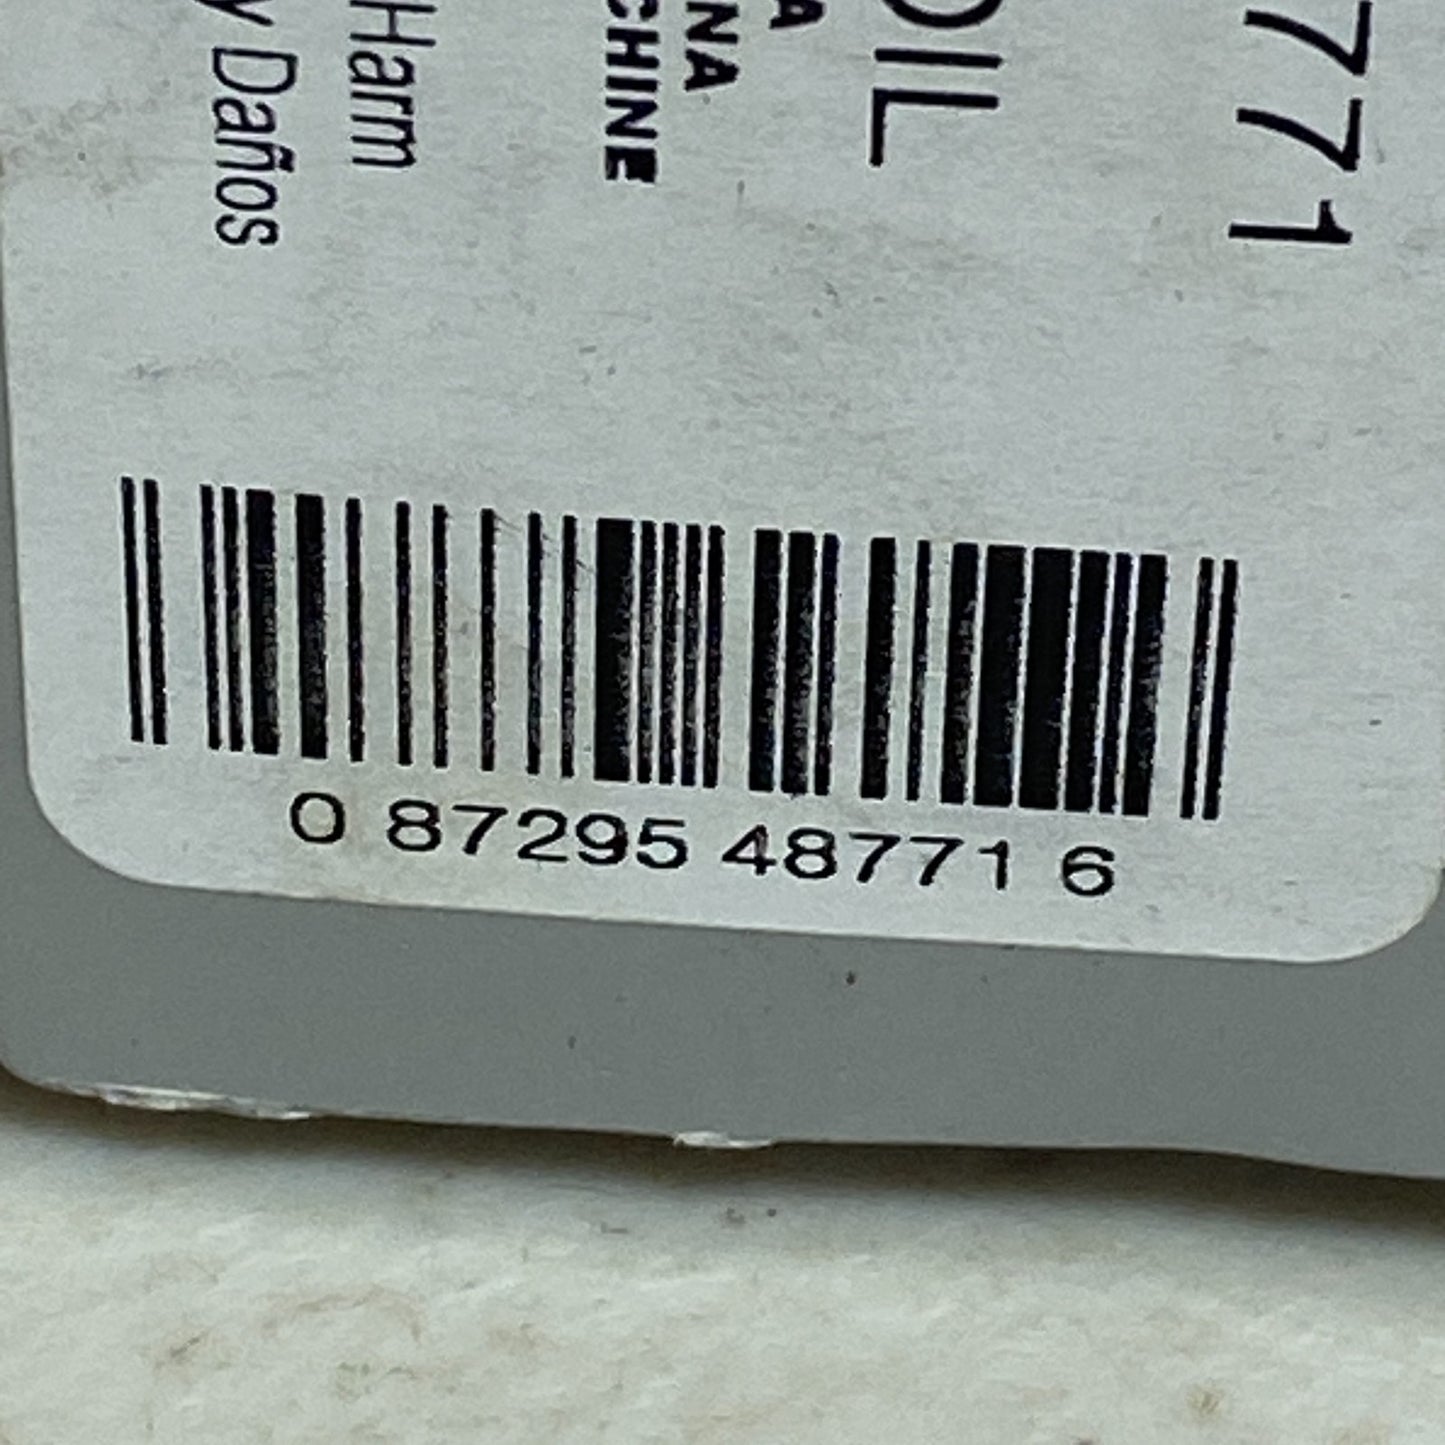 771
OIL
A
NA
CHINE
Harm
y Daños
0 87295 48771 6